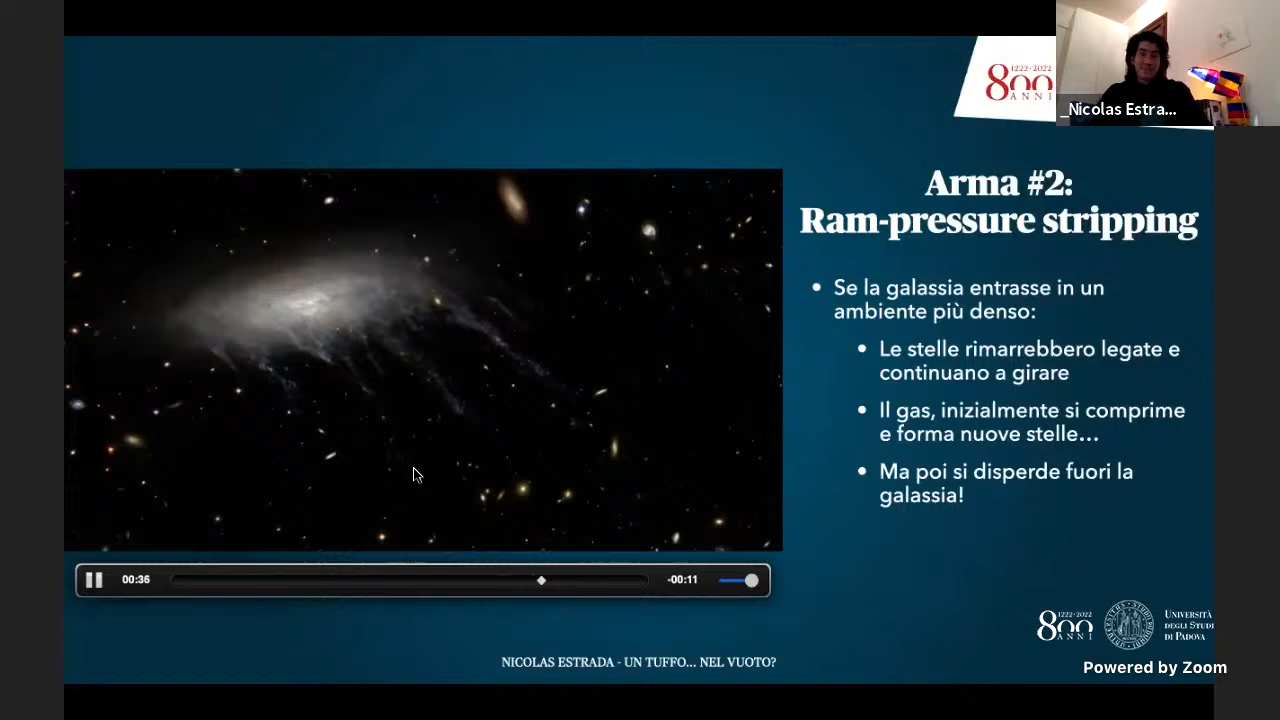 1222·2022
800
ANNI
_Nicolas Estra...
Arma #2:
Ram-pressure stripping
• Se la galassia entrasse in un
ambiente più denso:
• Le stelle rimarrebbero legate e
continuano a girare
• Il gas, inizialmente si comprime
e forma nuove stelle...
• Ma poi si disperde fuori la
galassia!
00:36
-00:11
1222·2022
800
ANNI
UNIVERSITÀ
DEGLI STUDI
DI PADOVA
NICOLAS ESTRADA - UN TUFFO... NEL VUOTO?
Powered by Zoom